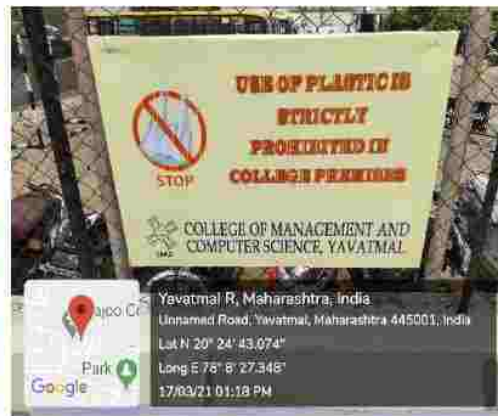 USE OF PLASTIC IS
STRICTLY
PROHIBITED IN
COLLEGE PREMISES
STOP
COLLEGE OF MANAGEMENT AND
COMPUTER SCIENCE, YAVATMAL
Yavatmal R, Maharashtra, India
Unnamed Road, Yavatmal, Maharashtra 445001, India
Lat N 20° 24' 43.074"
Long E 78° 8' 27.348"
17/03/21 01:18 PM
Park
Google